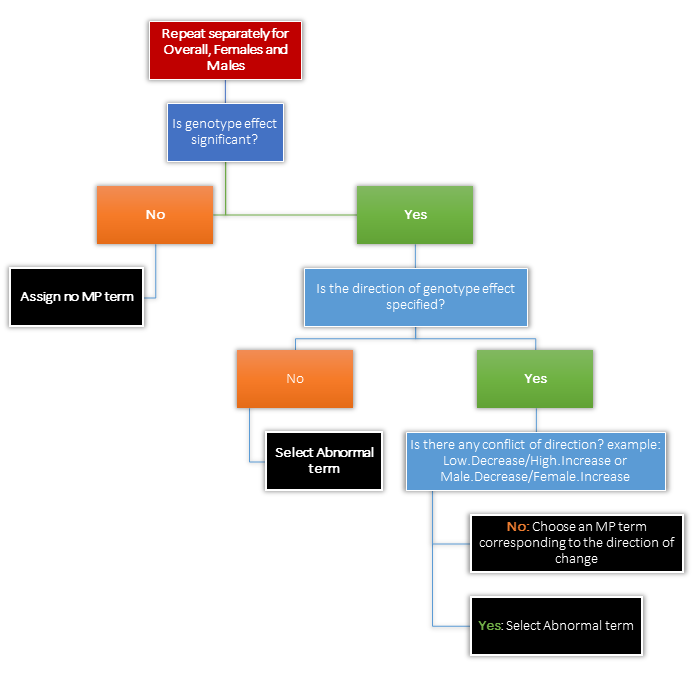 Repeat separately for
Overall, Females and
Males
Is genotype effect
significant?
No
Yes
Assign no MP term
Is the direction of genotype effect
specified?
No
Yes
Select Abnormal
term
Is there any conflict of direction? example:
Low.Decrease/High.Increase or
Male.Decrease/Female.Increase
No: Choose an MP term
corresponding to the direction of
change
Yes: Select Abnormal term